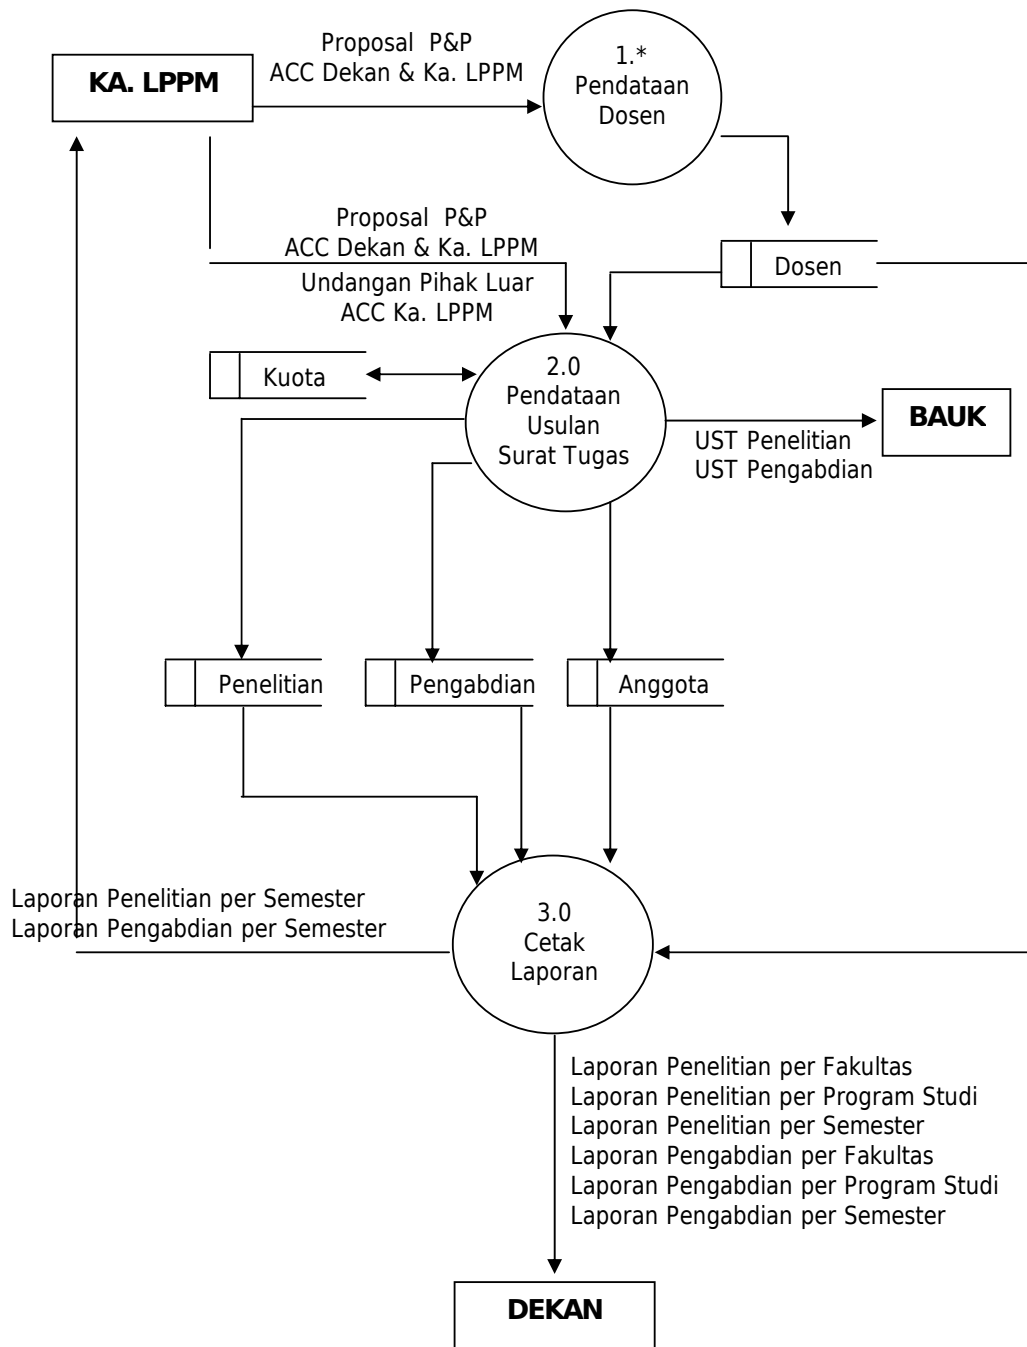 Proposal P&P
ACC Dekan & Ka. LPPM
KA. LPPM
1.*
Pendataan
Dosen
Proposal P&P
ACC Dekan & Ka. LPPM
Undangan Pihak Luar
ACC Ka. LPPM
Dosen
Kuota
2.0
Pendataan
Usulan
Surat Tugas
BAUK
UST Penelitian
UST Pengabdian
Penelitian
Pengabdian
Anggota
Laporan Penelitian per Semester
Laporan Pengabdian per Semester
3.0
Cetak
Laporan
Laporan Penelitian per Fakultas
Laporan Penelitian per Program Studi
Laporan Penelitian per Semester
Laporan Pengabdian per Fakultas
Laporan Pengabdian per Program Studi
Laporan Pengabdian per Semester
DEKAN